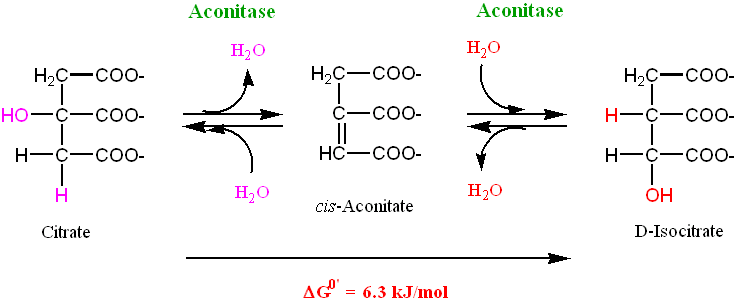 Aconitase Aconitase
H₂O H₂O
H₂C COO- H₂C COO- H₂C COO-
HO C COO- C COO- H C COO-
H C COO- HC COO- H C COO-
H H₂O H₂O OH
Citrate cis-Aconitate D-Isocitrate
ΔG⁰' = 6.3 kJ/mol